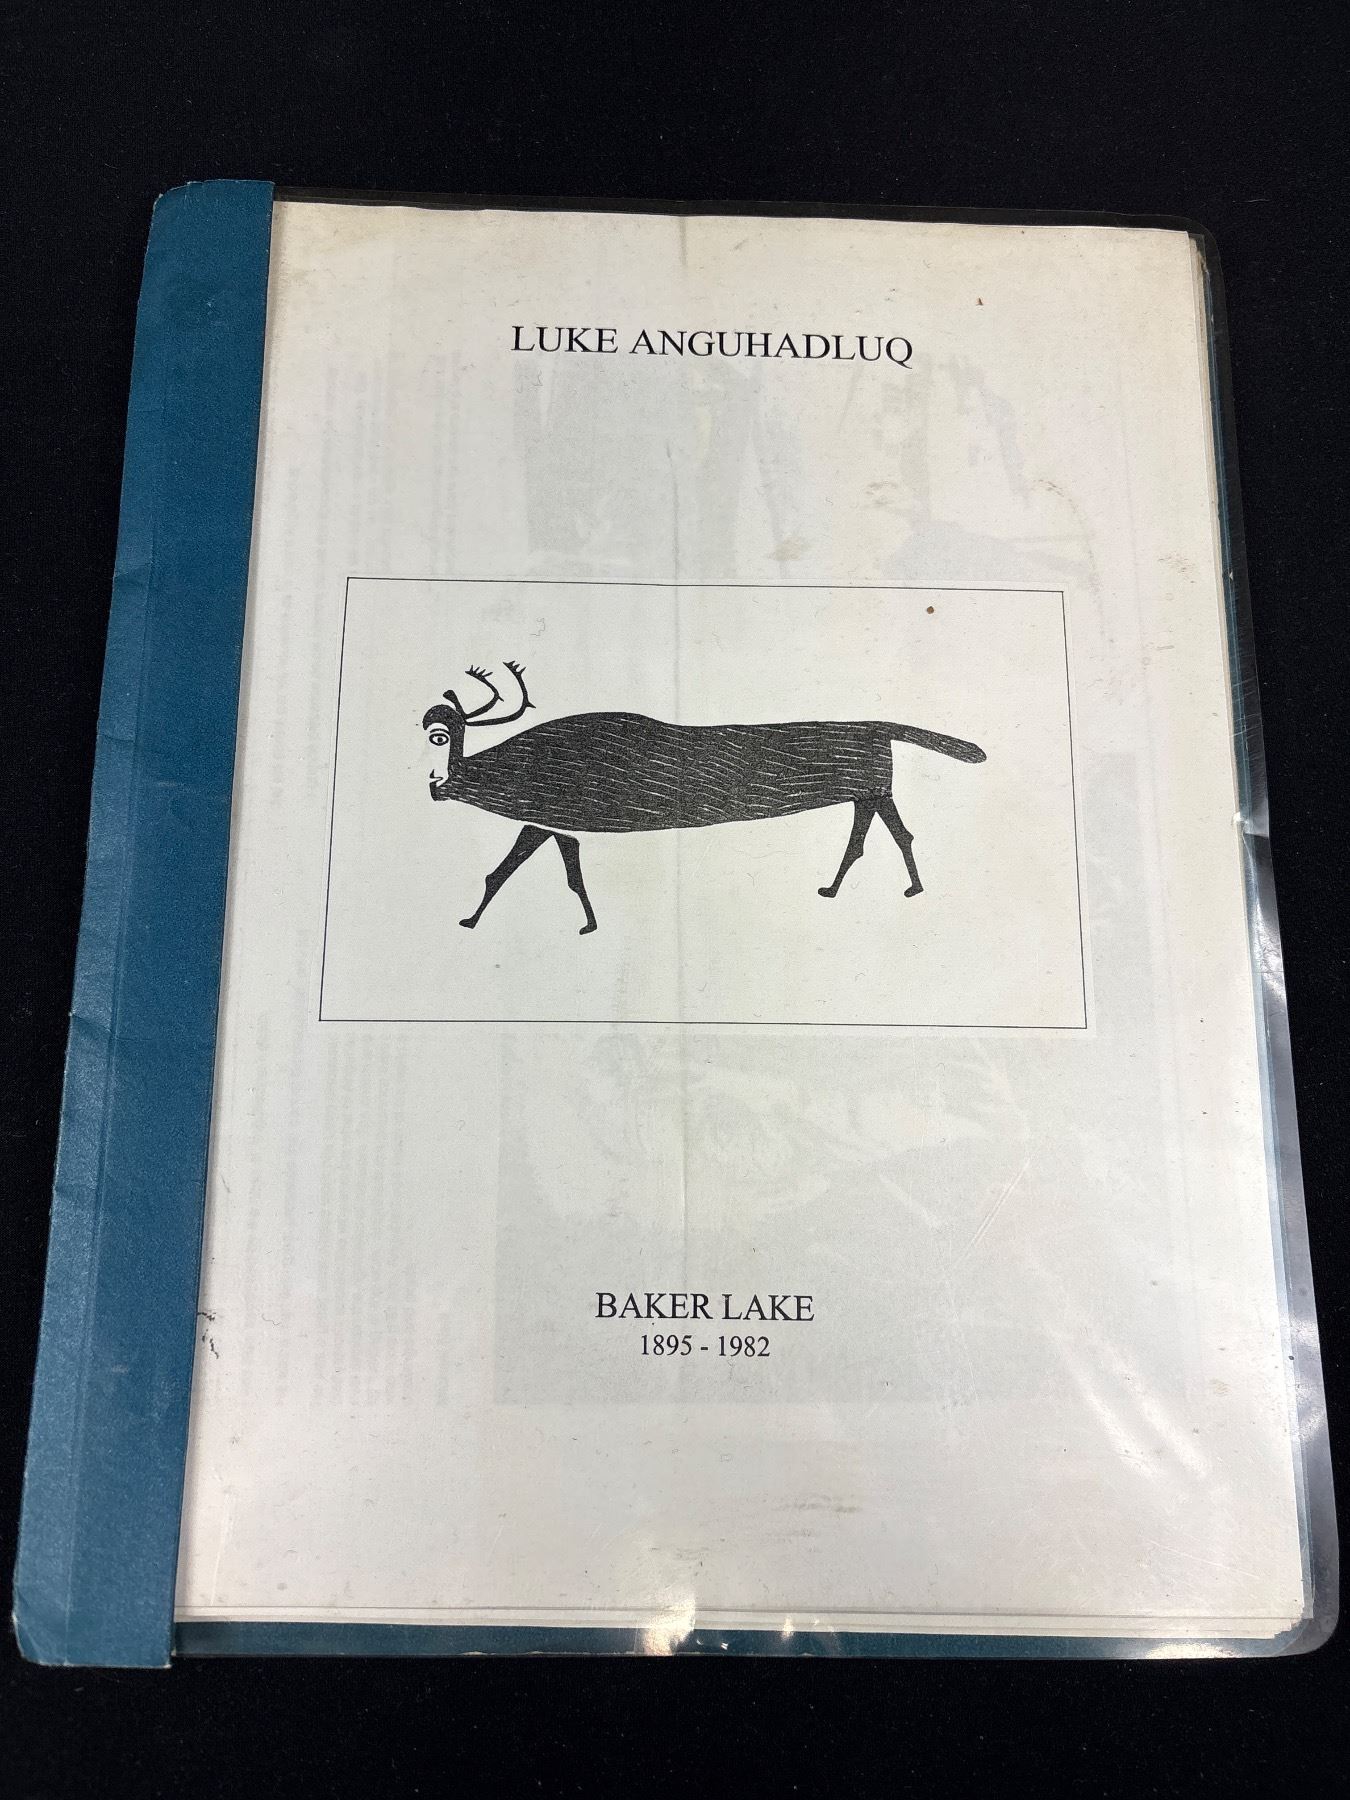 LUKE ANGUHADLUQ
BAKER LAKE
1895 - 1982